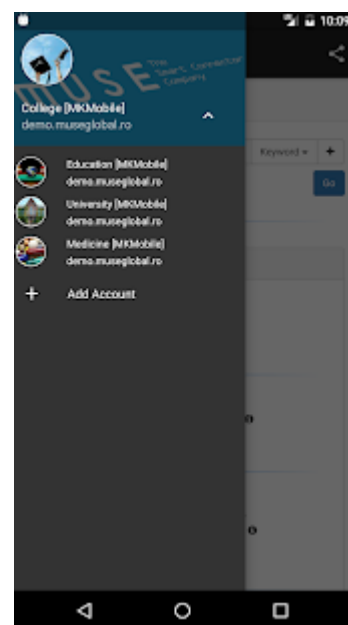 10:09
MUSE The
Smart Connector
Company
College [MKMobile]
demo.museglobal.ro
Keyword
+
Go
Education [MKMobile]
demo.museglobal.ro
University [MKMobile]
demo.museglobal.ro
Medicine [MKMobile]
demo.museglobal.ro
+ Add Account